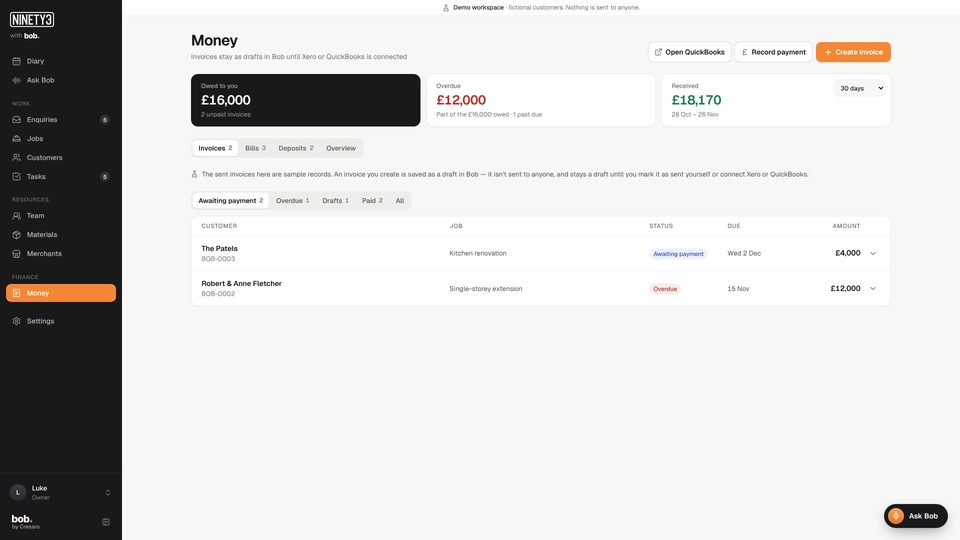 Demo workspace · fictional customers. Nothing is sent to anyone.
NINETY3
with bob.
Diary
Ask Bob
WORK
Enquiries 6
Jobs
Customers
Tasks 5
RESOURCES
Team
Materials
Merchants
FINANCE
Money
Settings
L
Luke
Owner
bob.
by Cresaro
Money
Invoices stay as drafts in Bob until Xero or QuickBooks is connected
Open QuickBooks
£ Record payment
+ Create invoice
Owed to you
£16,000
2 unpaid invoices
Overdue
£12,000
Part of the £16,000 owed · 1 past due
Received
£18,170
28 Oct – 26 Nov
30 days
Invoices 2 Bills 3 Deposits 2 Overview
The sent invoices here are sample records. An invoice you create is saved as a draft in Bob — it isn't sent to anyone, and stays a draft until you mark it as sent yourself or connect Xero or QuickBooks.
Awaiting payment 2 Overdue 1 Drafts 1 Paid 2 All
CUSTOMER JOB STATUS DUE AMOUNT
The Patels
BOB-0003
Kitchen renovation Awaiting payment Wed 2 Dec £4,000
Robert & Anne Fletcher
BOB-0002
Single-storey extension Overdue 15 Nov £12,000
Ask Bob